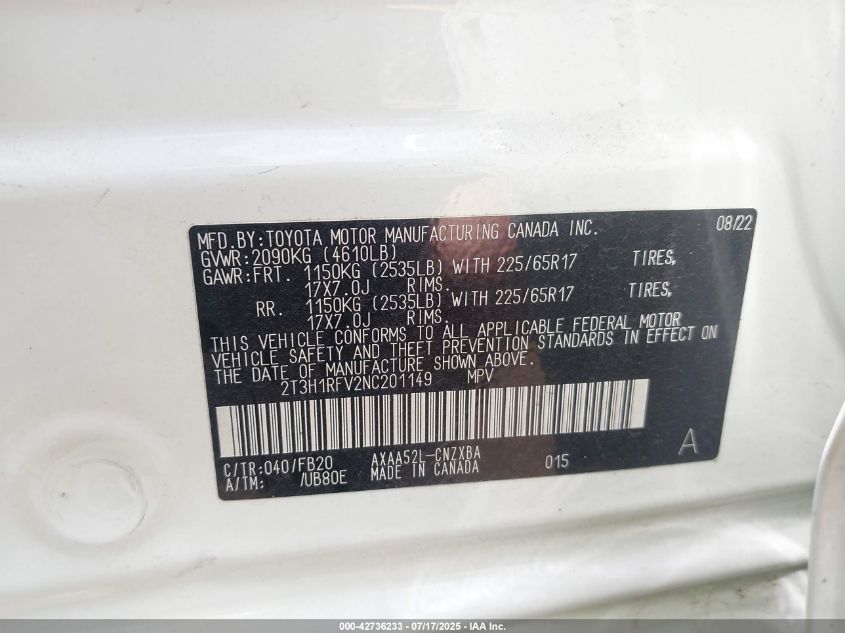 MFD.BY:TOYOTA MOTOR MANUFACTURING CANADA INC. 08/22
GVWR:2090KG (4610LB)
GAWR:FRT. 1150KG (2535LB) WITH 225/65R17 TIRES,
17X7.0J RIMS.
RR. 1150KG (2535LB) WITH 225/65R17 TIRES,
17X7.0J RIMS.
THIS VEHICLE CONFORMS TO ALL APPLICABLE FEDERAL MOTOR
VEHICLE SAFETY AND THEFT PREVENTION STANDARDS IN EFFECT ON
THE DATE OF MANUFACTURE SHOWN ABOVE.
2T3H1RFV2NC201149 MPV
C/TR:040/FB20 AXAA52L-CNZXBA 015 A
A/TM: /UB80E MADE IN CANADA
000-42736233 - 07/17/2025 - IAA Inc.